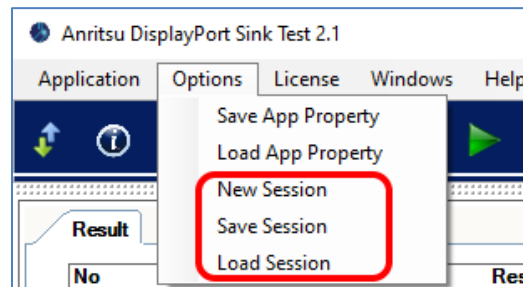 Anritsu DisplayPort Sink Test 2.1
Application Options License Windows Help
Save App Property
Load App Property
New Session
Save Session
Load Session
Result
No